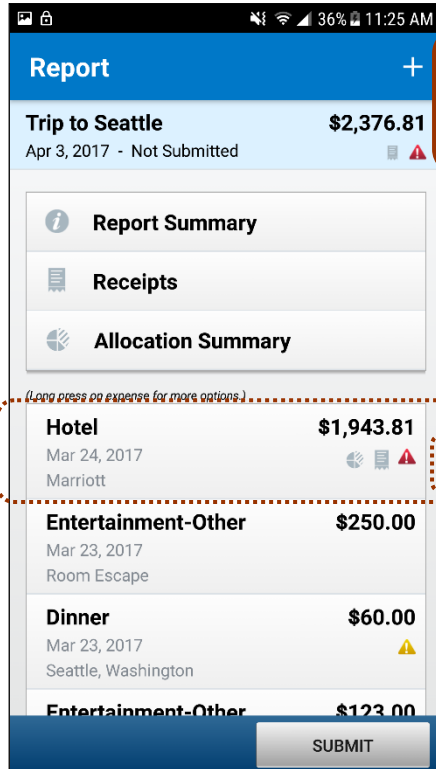 36% 11:25 AM
Report +
Trip to Seattle $2,376.81
Apr 3, 2017 - Not Submitted
Report Summary
Receipts
Allocation Summary
(Long press on expense for more options.)
Hotel $1,943.81
Mar 24, 2017
Marriott
Entertainment-Other $250.00
Mar 23, 2017
Room Escape
Dinner $60.00
Mar 23, 2017
Seattle, Washington
Entertainment-Other $123.00
SUBMIT